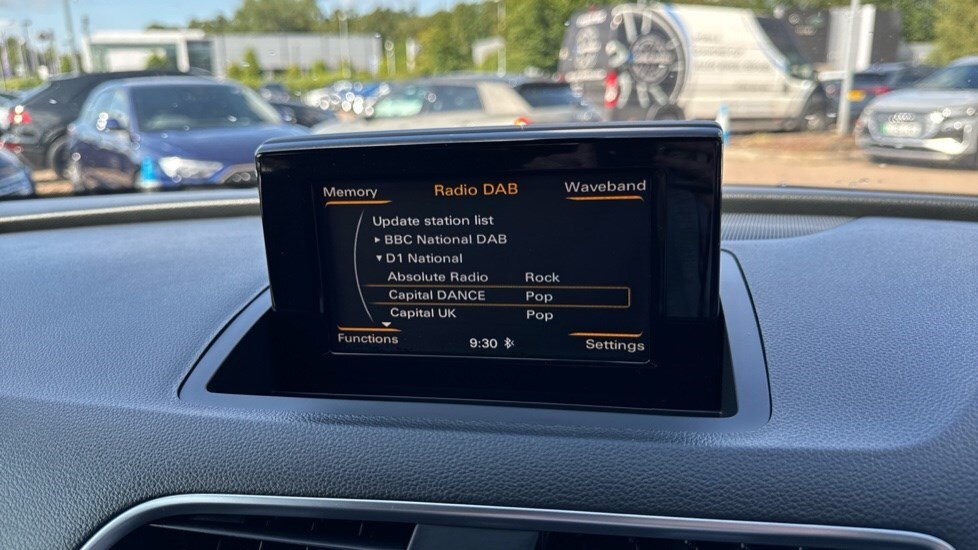 Memory Radio DAB Waveband
Update station list
BBC National DAB
D1 National
Absolute Radio Rock
Capital DANCE Pop
Capital UK Pop
Functions 9:30 Settings